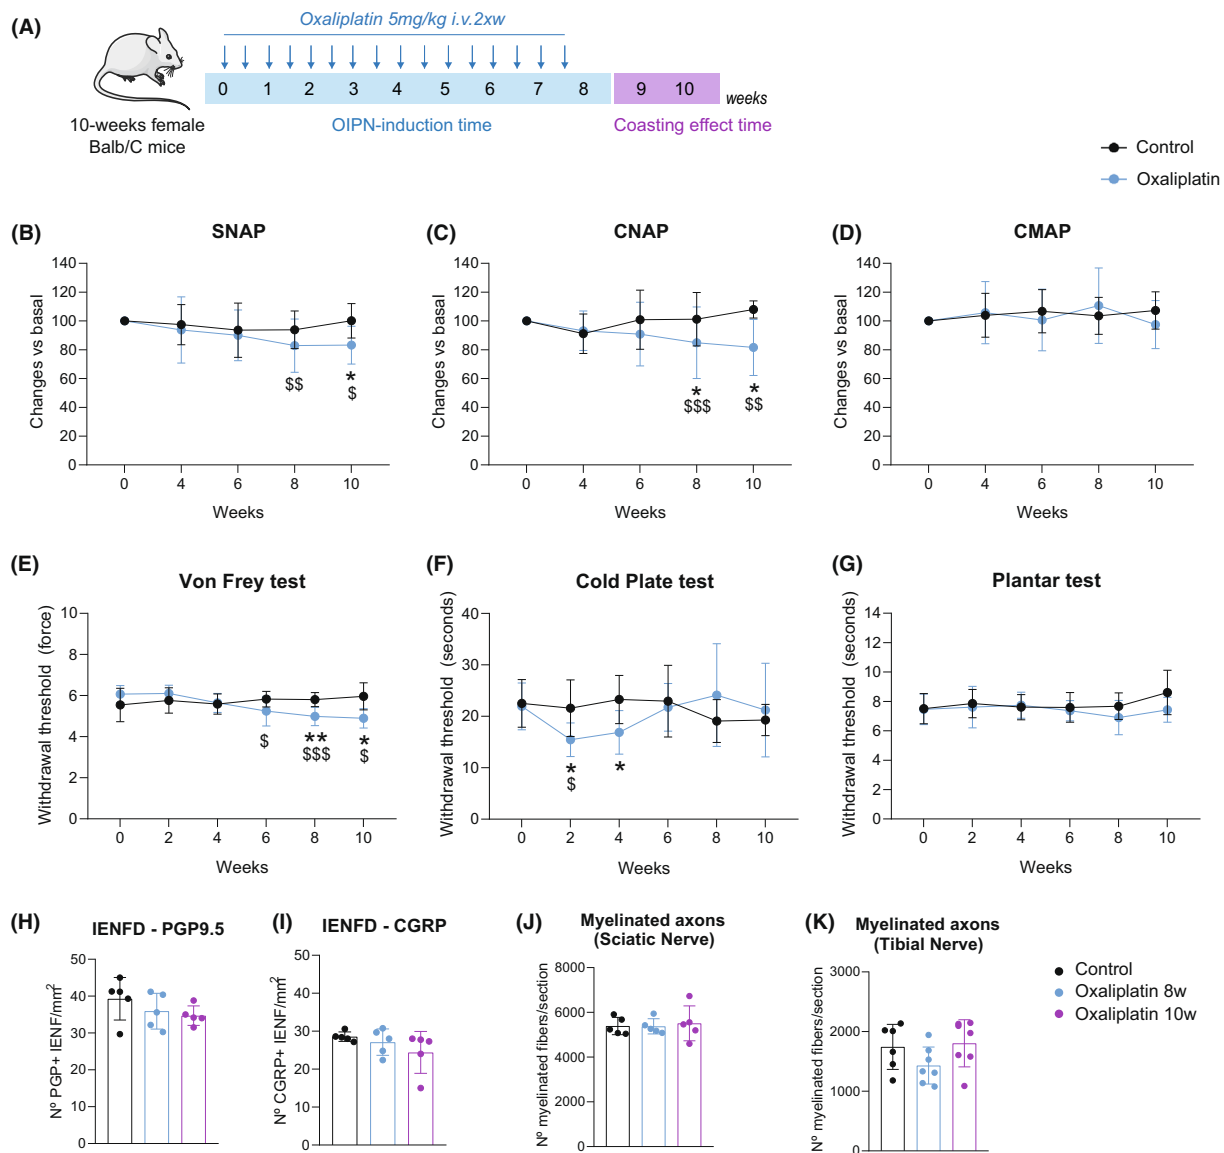 (A)
Oxaliplatin 5mg/kg i.v.2xw
0 1 2 3 4 5 6 7 8 9 10 weeks
10-weeks female
Balb/C mice
OIPN-induction time
Coasting effect time
Control
Oxaliplatin
(B)
SNAP
Changes vs basal
140
120
100
80
60
40
20
0
$$
*
$
0 4 6 8 10
Weeks
(C)
CNAP
Changes vs basal
140
120
100
80
60
40
20
0
*
$$$
*
$$
0 4 6 8 10
Weeks
(D)
CMAP
Changes vs basal
140
120
100
80
60
40
20
0
0 4 6 8 10
Weeks
(E)
Von Frey test
Withdrawal threshold (force)
10
8
6
4
2
0
$
**
$$$
*
$
0 2 4 6 8 10
Weeks
(F)
Cold Plate test
Withdrawal threshold (seconds)
40
30
20
10
0
*
$
*
0 2 4 6 8 10
Weeks
(G)
Plantar test
Withdrawal threshold (seconds)
14
12
10
8
6
4
2
0
0 2 4 6 8 10
Weeks
(H)
IENFD - PGP9.5
Nº PGP+ IENF/mm²
50
40
30
20
10
0
(I)
IENFD - CGRP
Nº CGRP+ IENF/mm²
50
40
30
20
10
0
(J)
Myelinated axons
(Sciatic Nerve)
Nº myelinated fibers/section
8000
6000
4000
2000
0
(K)
Myelinated axons
(Tibial Nerve)
Nº myelinated fibers/section
3000
2000
1000
0
Control
Oxaliplatin 8w
Oxaliplatin 10w